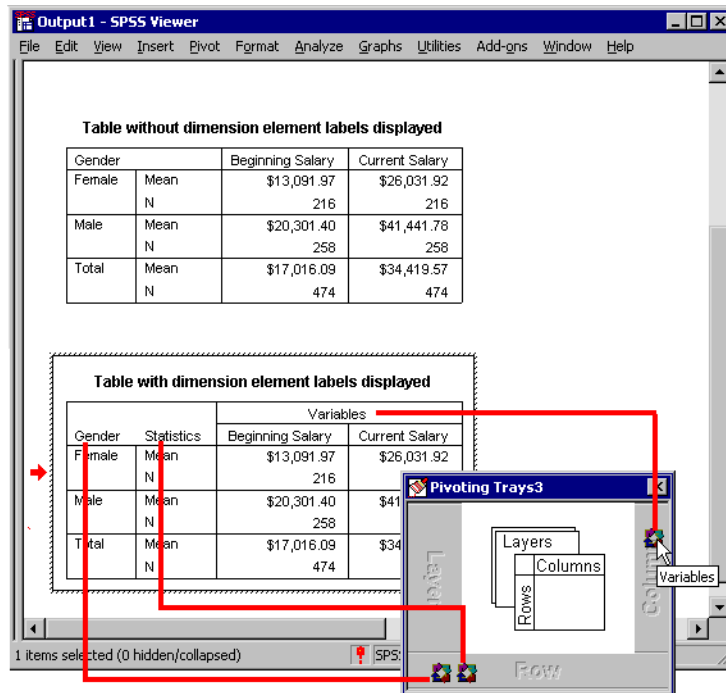 Output1 - SPSS Viewer
File Edit View Insert Pivot Format Analyze Graphs Utilities Add-ons Window Help
Table without dimension element labels displayed
Gender Beginning Salary Current Salary
Female Mean $13,091.97 $26,031.92
N 216 216
Male Mean $20,301.40 $41,441.78
N 258 258
Total Mean $17,016.09 $34,419.57
N 474 474
Table with dimension element labels displayed
Variables
Gender Statistics Beginning Salary Current Salary
Female Mean $13,091.97 $26,031.92
N 216
Male Mean $20,301.40 $41
N 258
Total Mean $17,016.09 $34
N 474
Pivoting Trays3
Layer
Layers
Columns
Rows
Colum
Variables
Row
1 items selected (0 hidden/collapsed) SPS